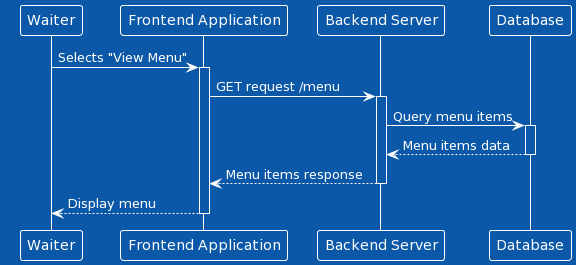 Waiter
Frontend Application
Backend Server
Database
Selects "View Menu"
GET request /menu
Query menu items
Menu items data
Menu items response
Display menu
Waiter
Frontend Application
Backend Server
Database